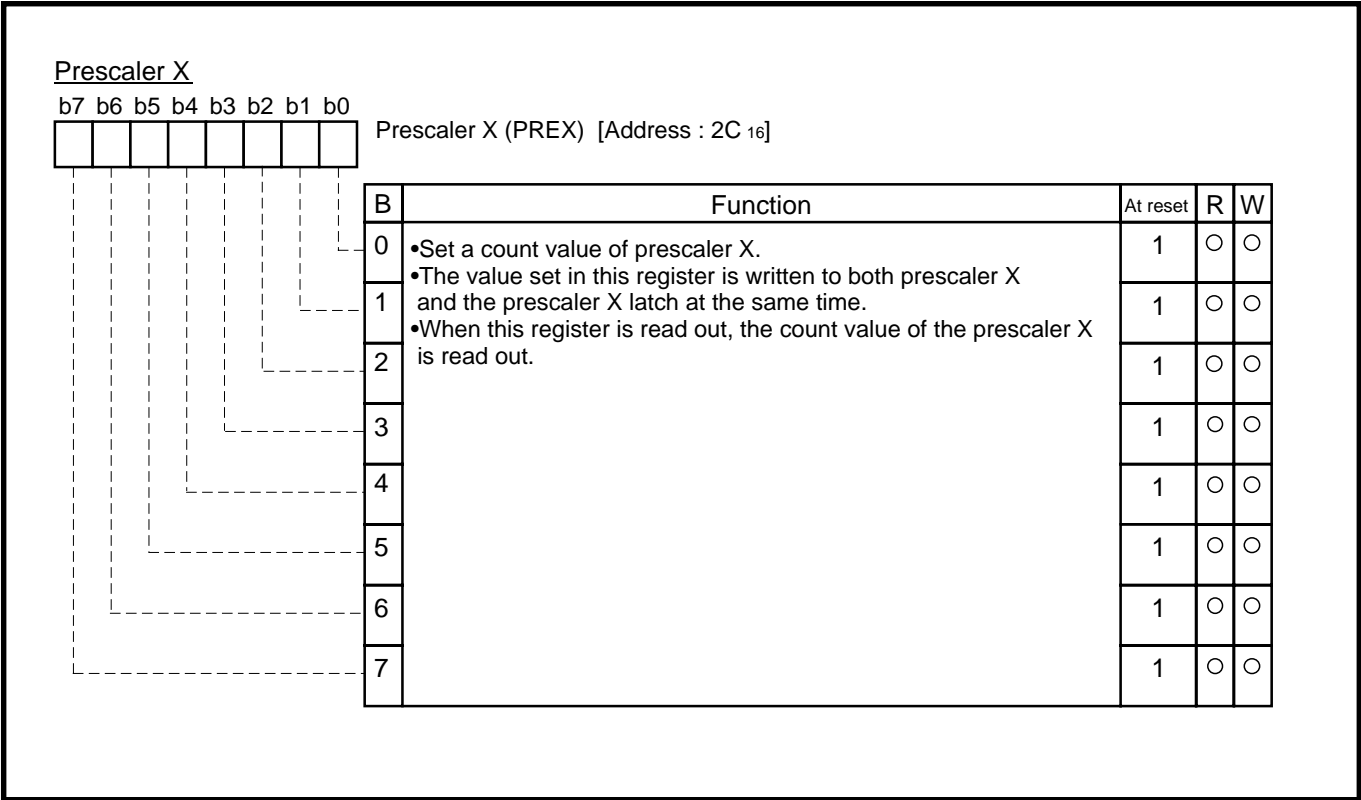 Prescaler X
b7 b6 b5 b4 b3 b2 b1 b0
Prescaler X (PREX) [Address : 2C 16]
B Function At reset R W
0 •Set a count value of prescaler X. 1 ○ ○
•The value set in this register is written to both prescaler X
1 and the prescaler X latch at the same time. 1 ○ ○
•When this register is read out, the count value of the prescaler X
2 is read out. 1 ○ ○
3 1 ○ ○
4 1 ○ ○
5 1 ○ ○
6 1 ○ ○
7 1 ○ ○